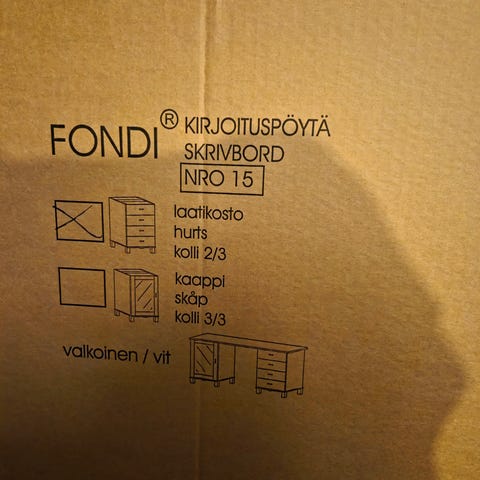 FONDI® KIRJOITUSPÖYTÄ
SKRIVBORD
NRO 15
laatikosto
hurts
kolli 2/3
kaappi
skåp
kolli 3/3
valkoinen / vit